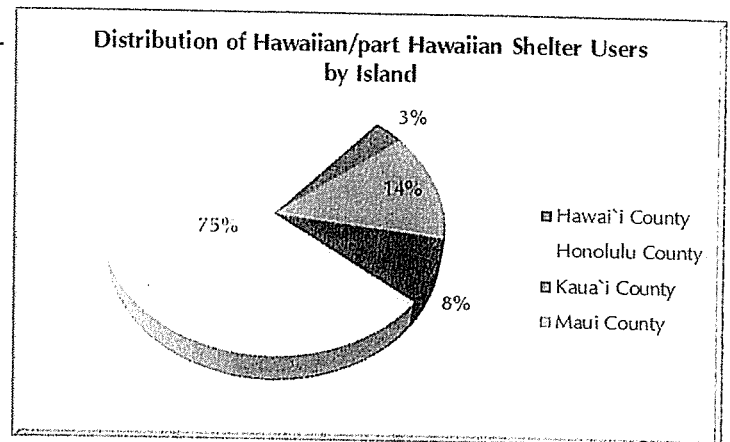 Distribution of Hawaiian/part Hawaiian Shelter Users
by Island
3%
14%
75%
8%
Hawai`i County
Honolulu County
Kaua`i County
Maui County